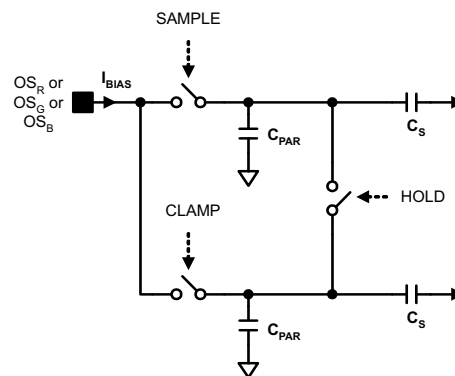 SAMPLE
OS_R or
OS_G or
OS_B
I_BIAS
C_PAR
C_S
CLAMP
HOLD
C_PAR
C_S